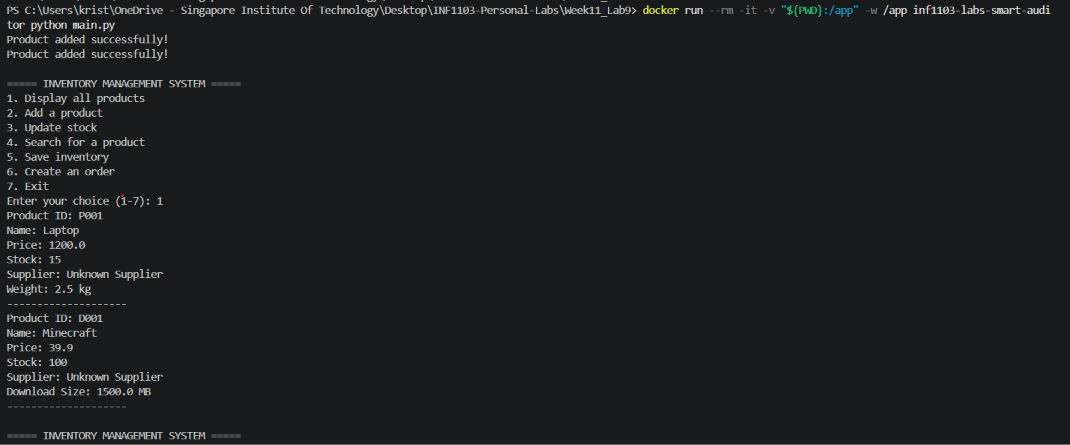 PS C:\Users\krist\OneDrive - Singapore Institute Of Technology\Desktop\INF1103-Personal-Labs\Week11_Lab9> docker run --rm -it -v "${PWD}:/app" -w /app inf1103-labs-smart-audi
tor python main.py
Product added successfully!
Product added successfully!
===== INVENTORY MANAGEMENT SYSTEM =====
1. Display all products
2. Add a product
3. Update stock
4. Search for a product
5. Save inventory
6. Create an order
7. Exit
Enter your choice (1-7): 1
Product ID: P001
Name: Laptop
Price: 1200.0
Stock: 15
Supplier: Unknown Supplier
Weight: 2.5 kg
--------------------
Product ID: D001
Name: Minecraft
Price: 39.9
Stock: 100
Supplier: Unknown Supplier
Download Size: 1500.0 MB
--------------------
===== INVENTORY MANAGEMENT SYSTEM =====